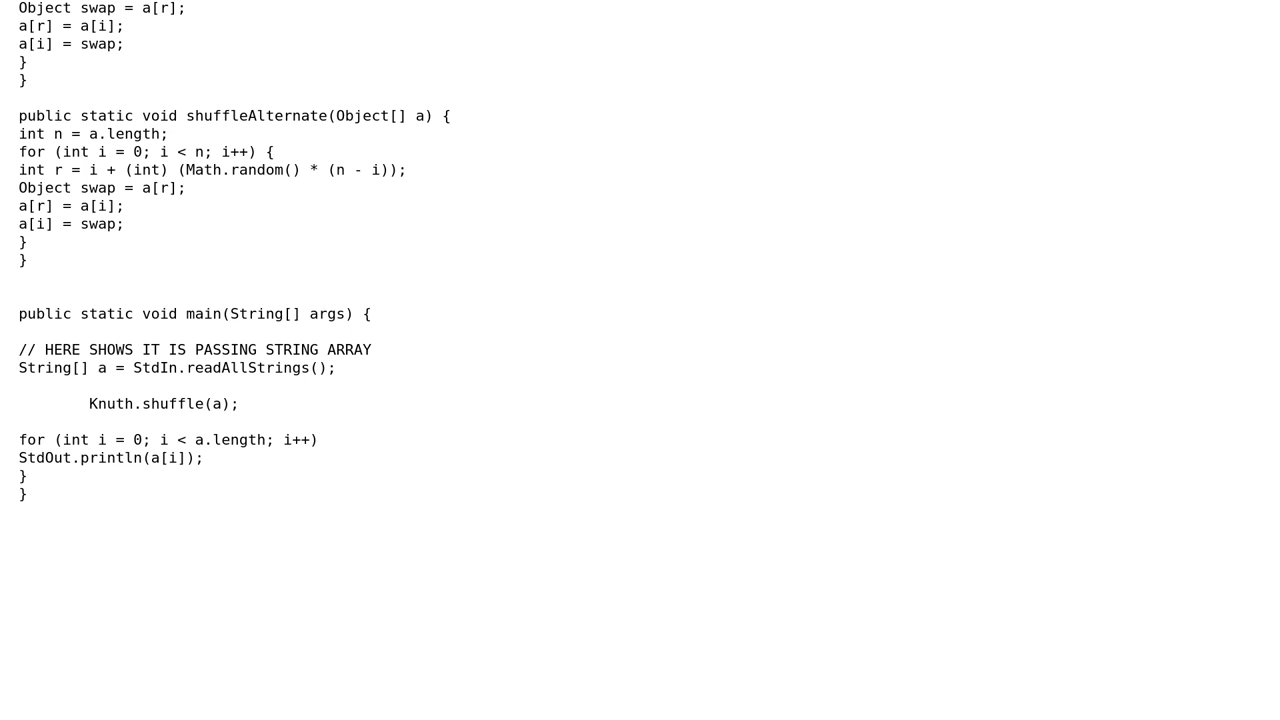 Object swap = a[r];
a[r] = a[i];
a[i] = swap;
}
}
public static void shuffleAlternate(Object[] a) {
int n = a.length;
for (int i = 0; i < n; i++) {
int r = i + (int) (Math.random() * (n - i));
Object swap = a[r];
a[r] = a[i];
a[i] = swap;
}
}
public static void main(String[] args) {
// HERE SHOWS IT IS PASSING STRING ARRAY
String[] a = StdIn.readAllStrings();
Knuth.shuffle(a);
for (int i = 0; i < a.length; i++)
StdOut.println(a[i]);
}
}